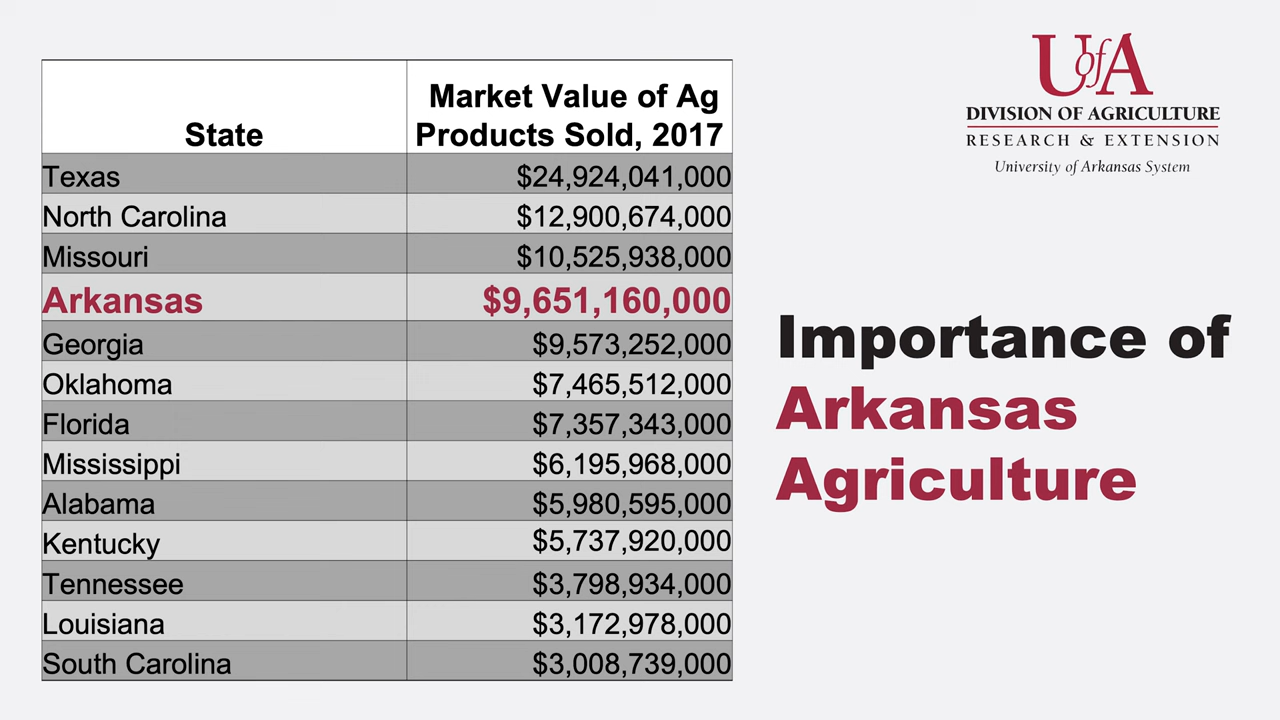 State
Market Value of Ag
Products Sold, 2017
Texas $24,924,041,000
North Carolina $12,900,674,000
Missouri $10,525,938,000
Arkansas $9,651,160,000
Georgia $9,573,252,000
Oklahoma $7,465,512,000
Florida $7,357,343,000
Mississippi $6,195,968,000
Alabama $5,980,595,000
Kentucky $5,737,920,000
Tennessee $3,798,934,000
Louisiana $3,172,978,000
South Carolina $3,008,739,000
UofA
DIVISION OF AGRICULTURE
RESEARCH & EXTENSION
University of Arkansas System
Importance of
Arkansas
Agriculture